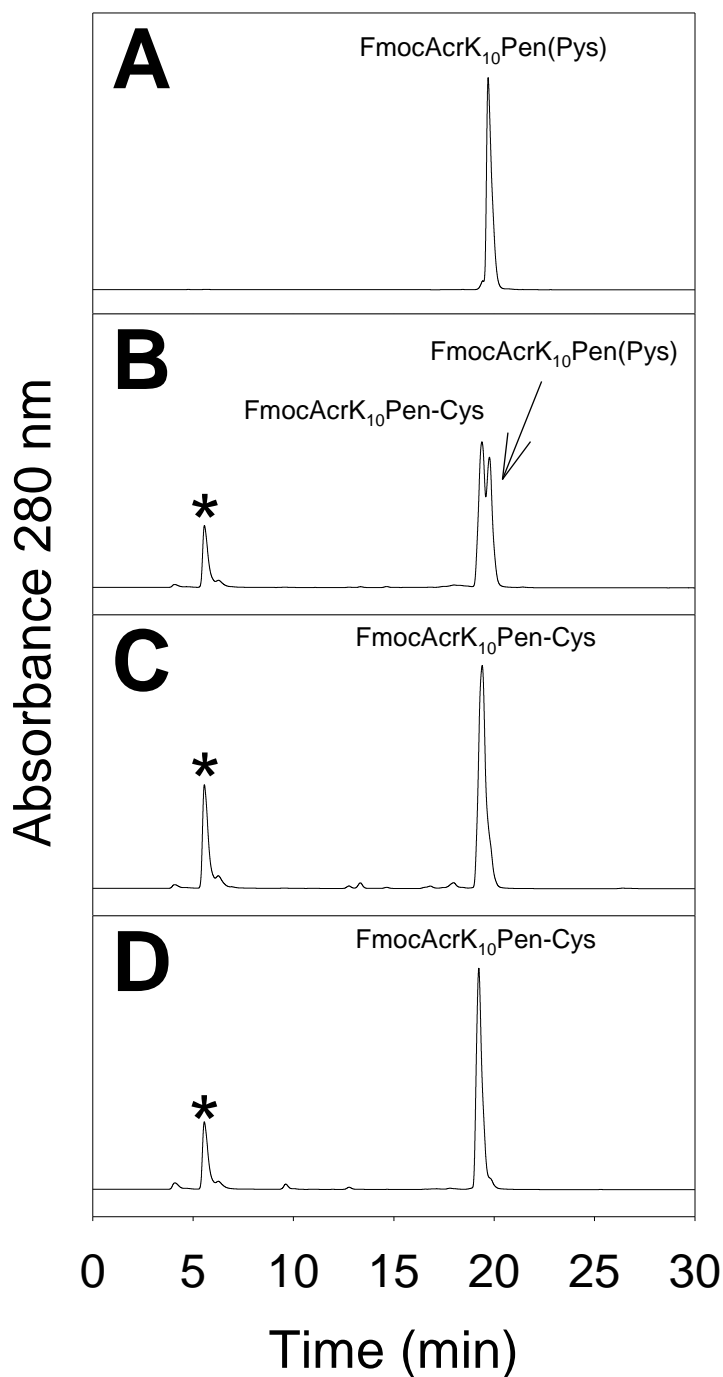 A
FmocAcrK₁₀Pen(Pys)
B
FmocAcrK₁₀Pen(Pys)
FmocAcrK₁₀Pen-Cys
*
C
FmocAcrK₁₀Pen-Cys
*
D
FmocAcrK₁₀Pen-Cys
*
Absorbance 280 nm
0 5 10 15 20 25 30
Time (min)